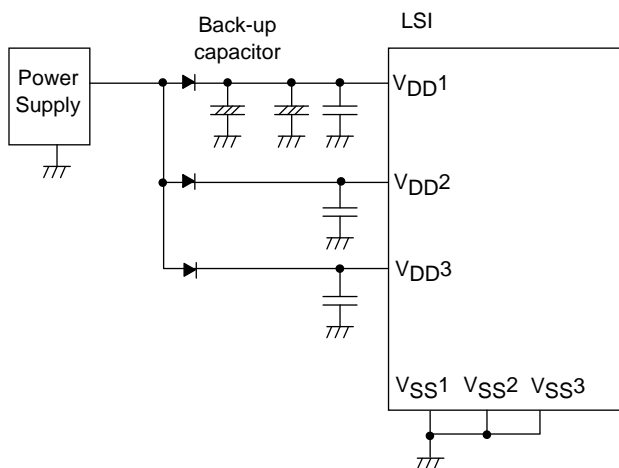 Back-up
capacitor
LSI
Power
Supply
VDD1
VDD2
VDD3
VSS1 VSS2 VSS3